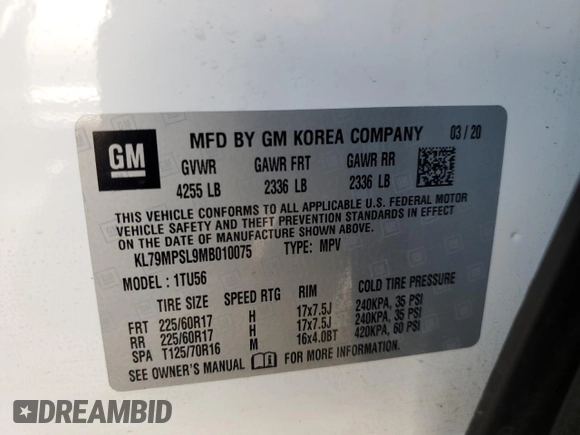 GM
MFD BY GM KOREA COMPANY 03/20
GVWR GAWR FRT GAWR RR
4255 LB 2336 LB 2336 LB
THIS VEHICLE CONFORMS TO ALL APPLICABLE U.S. FEDERAL MOTOR
VEHICLE SAFETY AND THEFT PREVENTION STANDARDS IN EFFECT
ON THE DATE OF MANUFACTURE SHOWN ABOVE.
KL79MPSL9MB010075 TYPE: MPV
MODEL: 1TU56
TIRE SIZE SPEED RTG RIM COLD TIRE PRESSURE
FRT 225/60R17 H 17x7.5J 240KPA, 35 PSI
RR 225/60R17 H 17x7.5J 240KPA, 35 PSI
SPA T125/70R16 M 16x4.0BT 420KPA, 60 PSI
SEE OWNER'S MANUAL FOR MORE INFORMATION.
DREAMBID